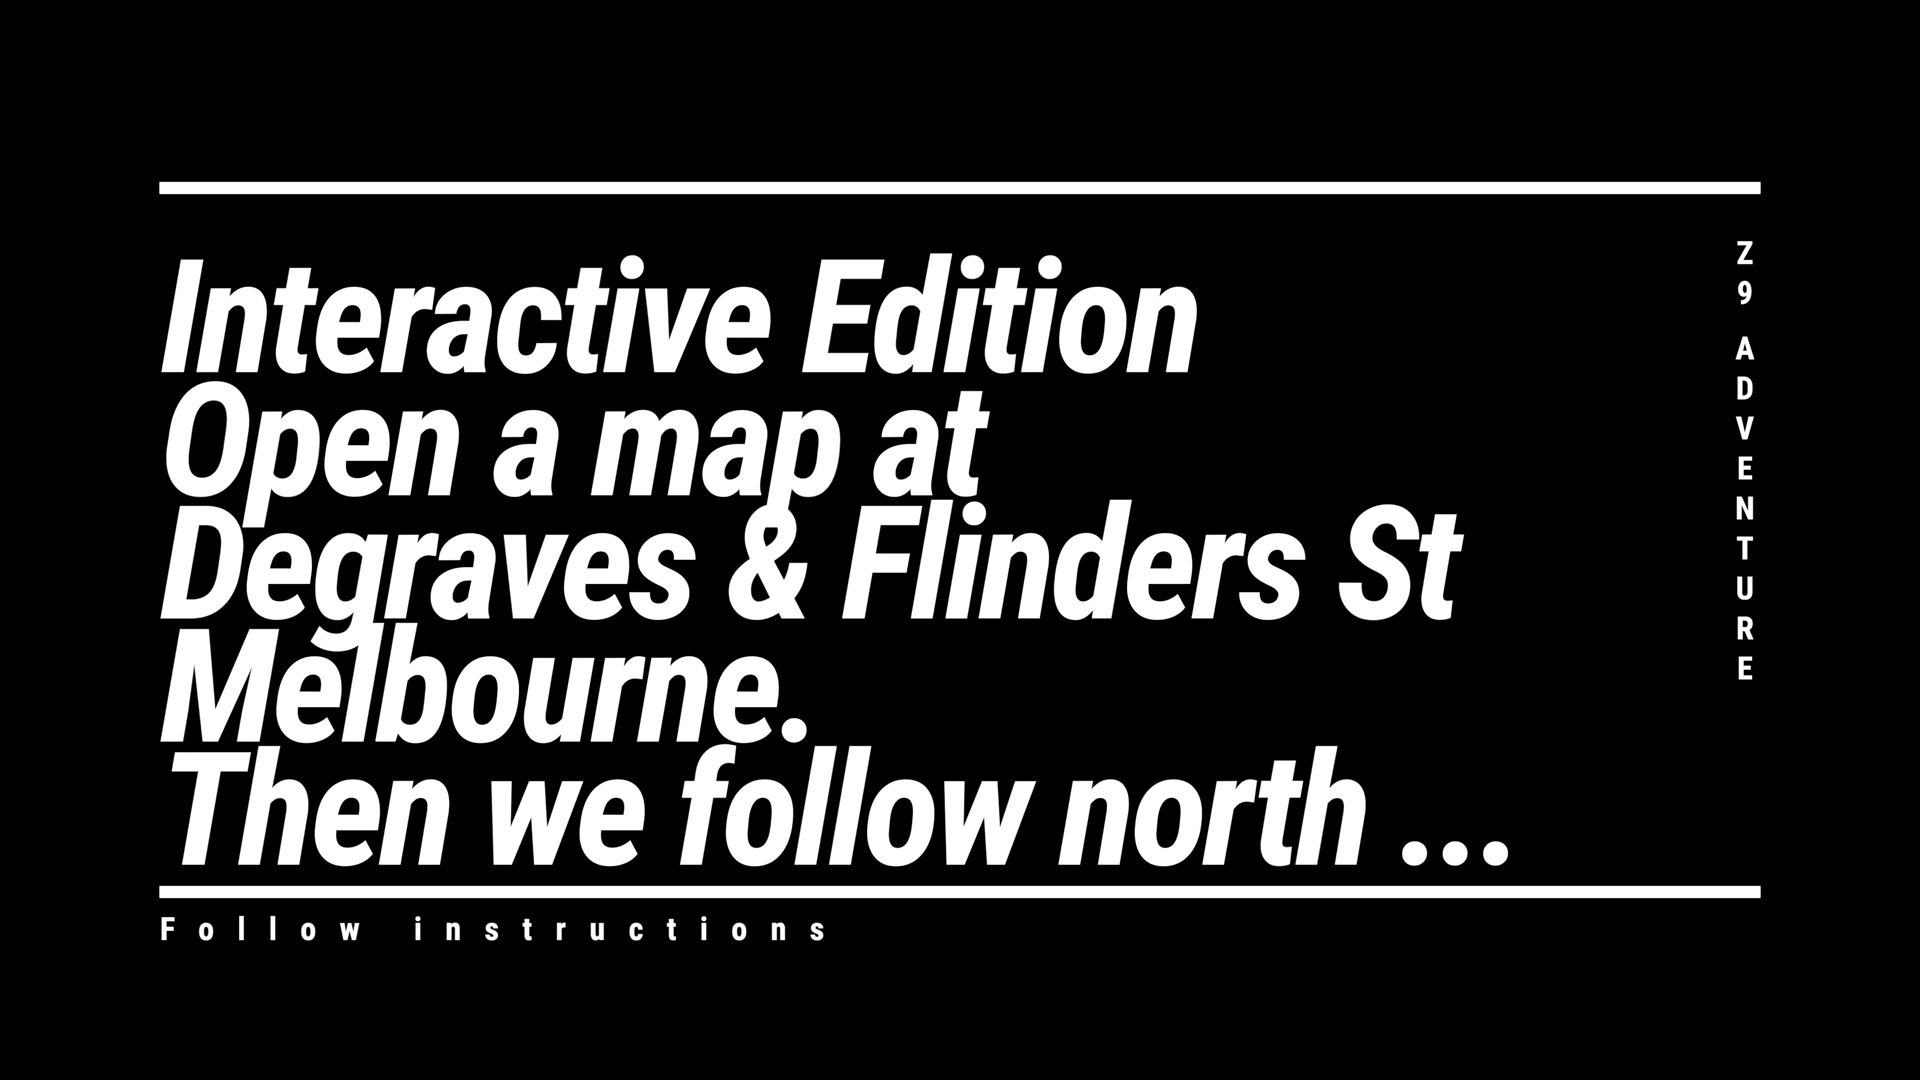 Interactive Edition
Open a map at
Degraves & Flinders St
Melbourne.
Then we follow north ...
Follow instructions
Z9 ADVENTURE